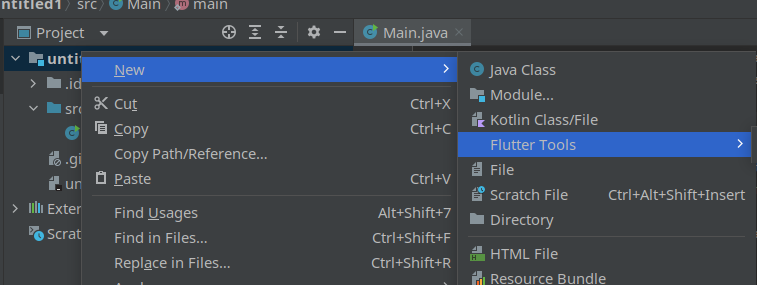 ntitled1 src Main main
Project Main.java
untit
New
.id
src
Cut Ctrl+X
Copy Ctrl+C
Copy Path/Reference...
.gi
Paste Ctrl+V
un
Exter
Find Usages Alt+Shift+7
Scrat
Find in Files... Ctrl+Shift+F
Replace in Files... Ctrl+Shift+R
Java Class
Module...
Kotlin Class/File
Flutter Tools
File
Scratch File Ctrl+Alt+Shift+Insert
Directory
HTML File
Resource Bundle